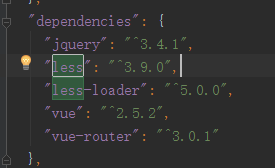 },
"dependencies": {
"jquery": "^3.4.1",
"less": "^3.9.0",
"less-loader": "^5.0.0",
"vue": "^2.5.2",
"vue-router": "^3.0.1"
},